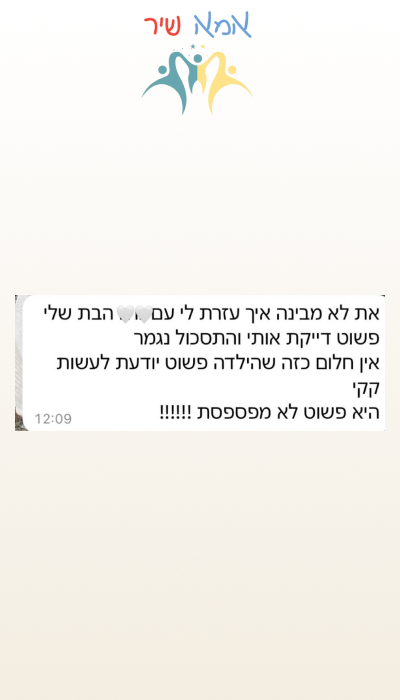 אמא שיר
את לא מבינה איך עזרת לי עם הבת שלי
פשוט דייקת אותי והתסכול נגמר
אין חלום כזה שהילדה פשוט יודעת לעשות
קקי
היא פשוט לא מפספסת !!!!!!
12:09